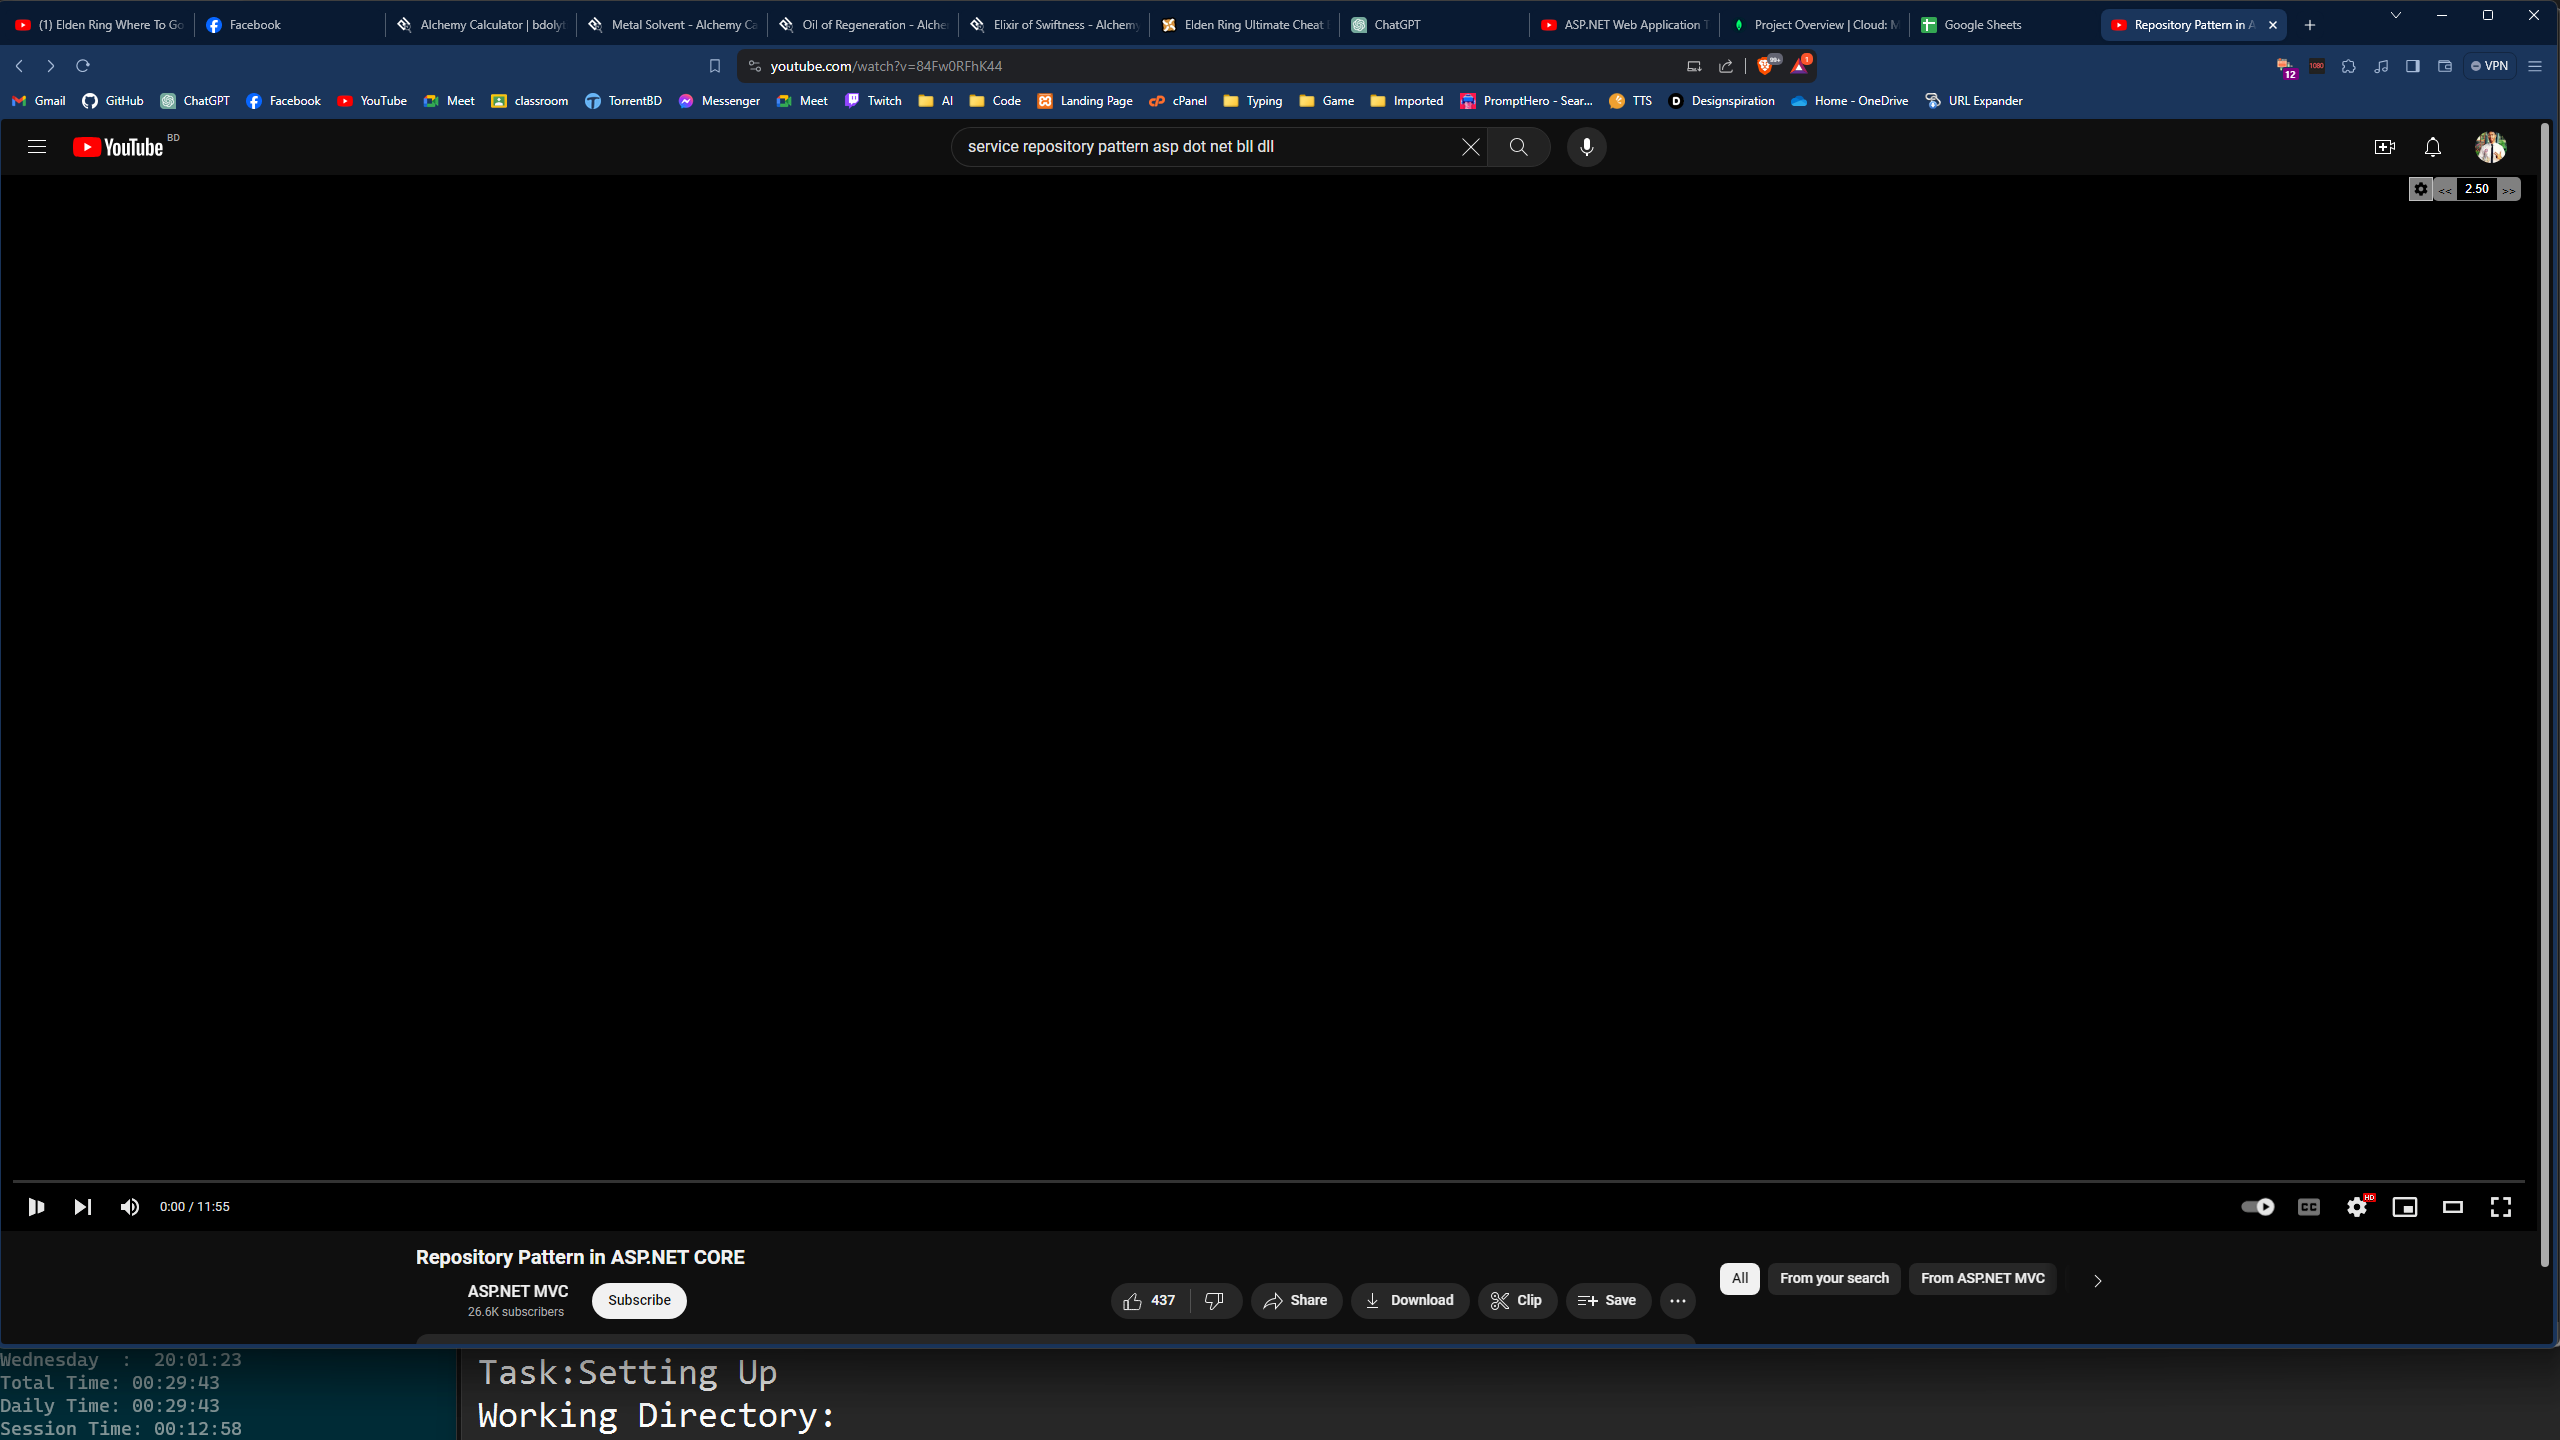 (1) Elden Ring Where To Go
Facebook
Alchemy Calculator | bdolyt
Metal Solvent - Alchemy Ca
Oil of Regeneration - Alche
Elixir of Swiftness - Alchemy
Elden Ring Ultimate Cheat
ChatGPT
ASP.NET Web Application T
Project Overview | Cloud: M
Google Sheets
Repository Pattern in A
youtube.com/watch?v=84Fw0RFhK44
99+
1
12
1080
VPN
Gmail
GitHub
ChatGPT
Facebook
YouTube
Meet
classroom
TorrentBD
Messenger
Meet
Twitch
AI
Code
Landing Page
cPanel
Typing
Game
Imported
PromptHero - Sear...
TTS
Designspiration
Home - OneDrive
URL Expander
YouTube BD
service repository pattern asp dot net bll dll
<< 2.50 >>
0:00 / 11:55
CC
HD
Repository Pattern in ASP.NET CORE
ASP.NET MVC
26.6K subscribers
Subscribe
437
Share
Download
Clip
Save
All
From your search
From ASP.NET MVC
Wednesday : 20:01:23
Total Time: 00:29:43
Daily Time: 00:29:43
Session Time: 00:12:58
Task:Setting Up
Working Directory: